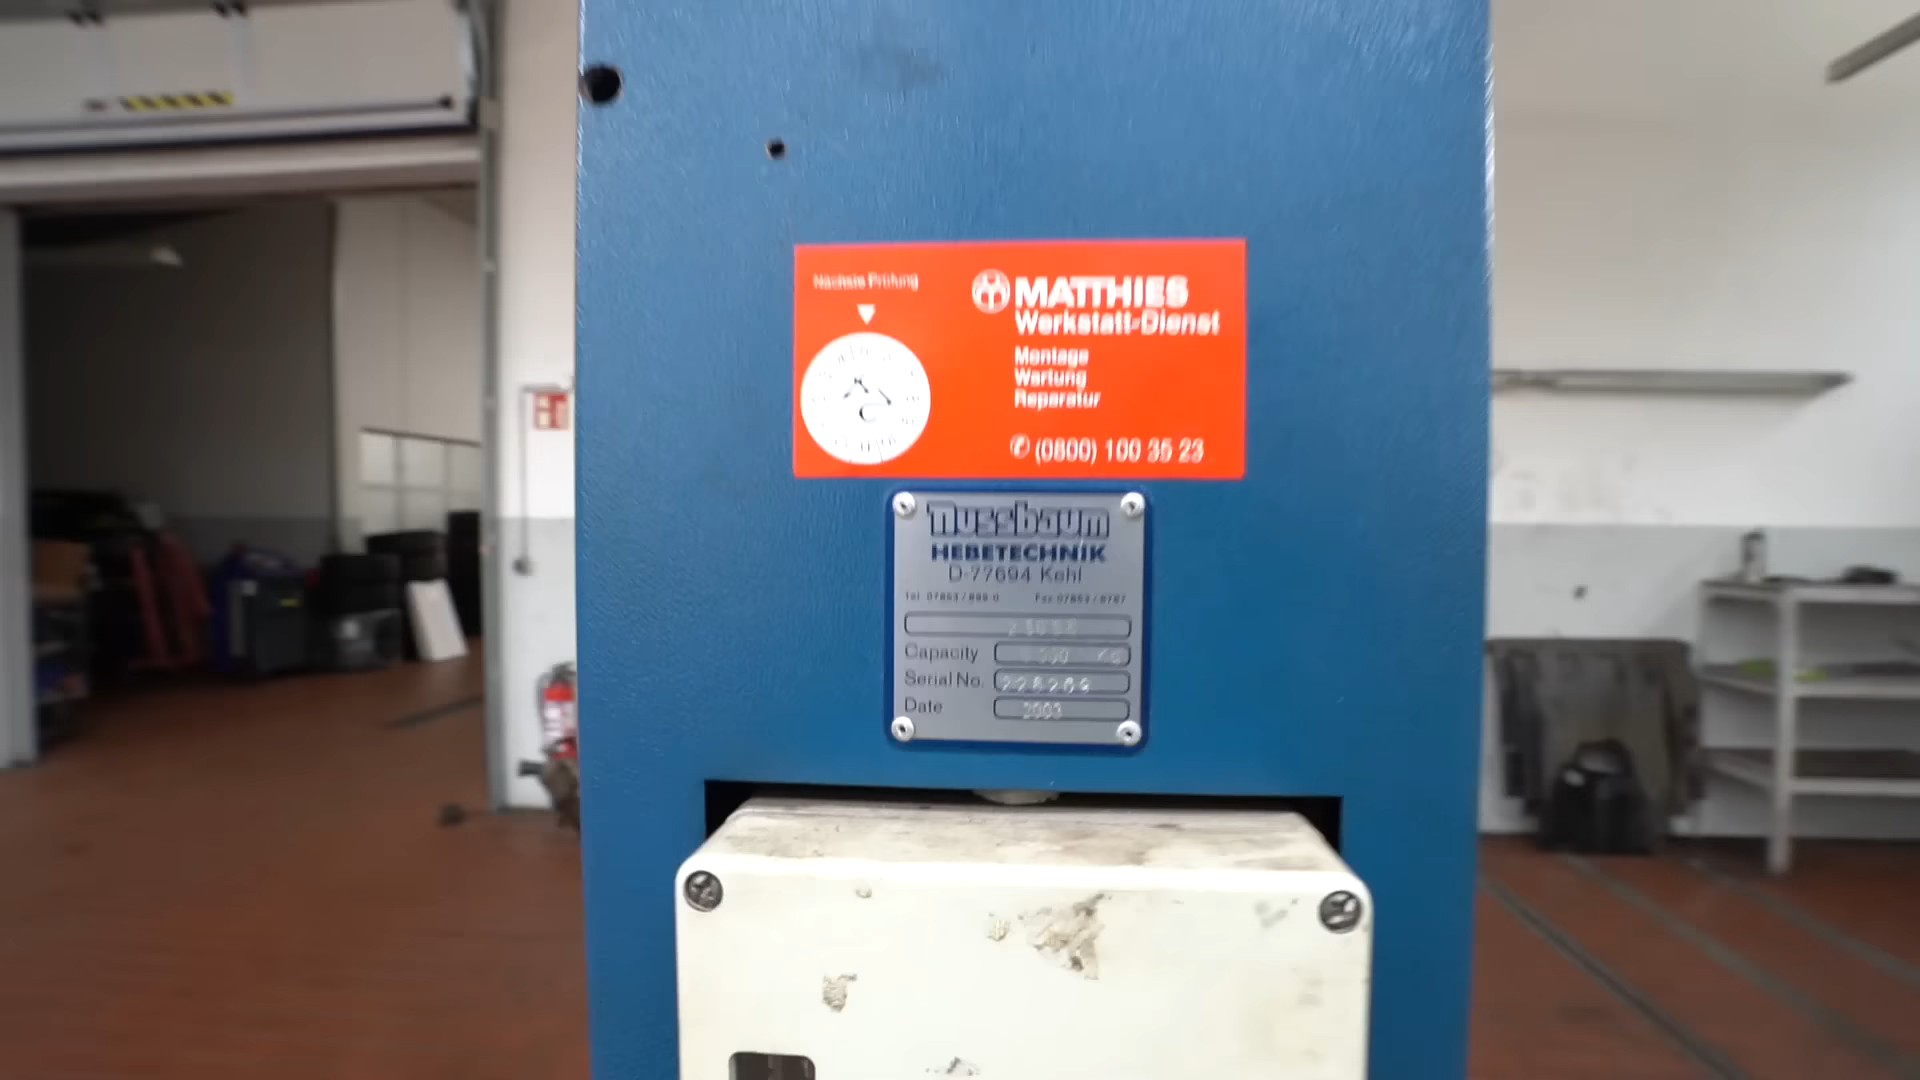 Nächste Prüfung
MATTHIES
Werkstatt-Dienst
Montage
Wartung
Reparatur
(0800) 100 35 23
nussbaum
HEBETECHNIK
D-77694 Kehl
Capacity
Serial No.
Date 2003